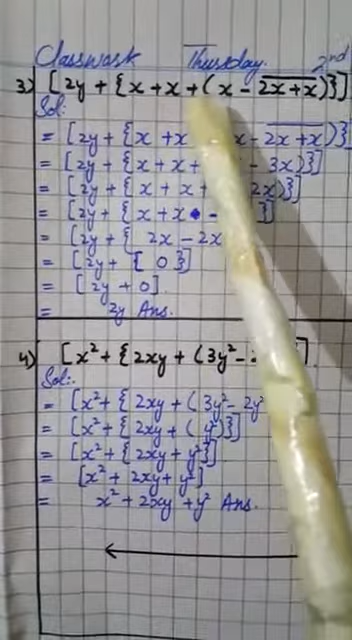 Classwork Thursday. 2nd
3) [2y + {x + x + (x - 2x + x)}]
Sol:
= [2y + {x + x x - 2x + x)}]
= [2y + {x + x + - 3x)}]
= [2y + {x + x + 2x)}]
= [2y + {x + x - }]
= [2y + { 2x - 2x
= [2y + { 0 }]
= [2y + 0].
= 2y Ans.
4) [x² + {2xy + (3y² - ].
Sol:.
= [x² + {2xy + (3y² - 2y²
= [x² + {2xy + (y²)}]
= [x² + {2xy + y²}]
= [x² + 2xy + y²]
= x² + 2xy + y² Ans.